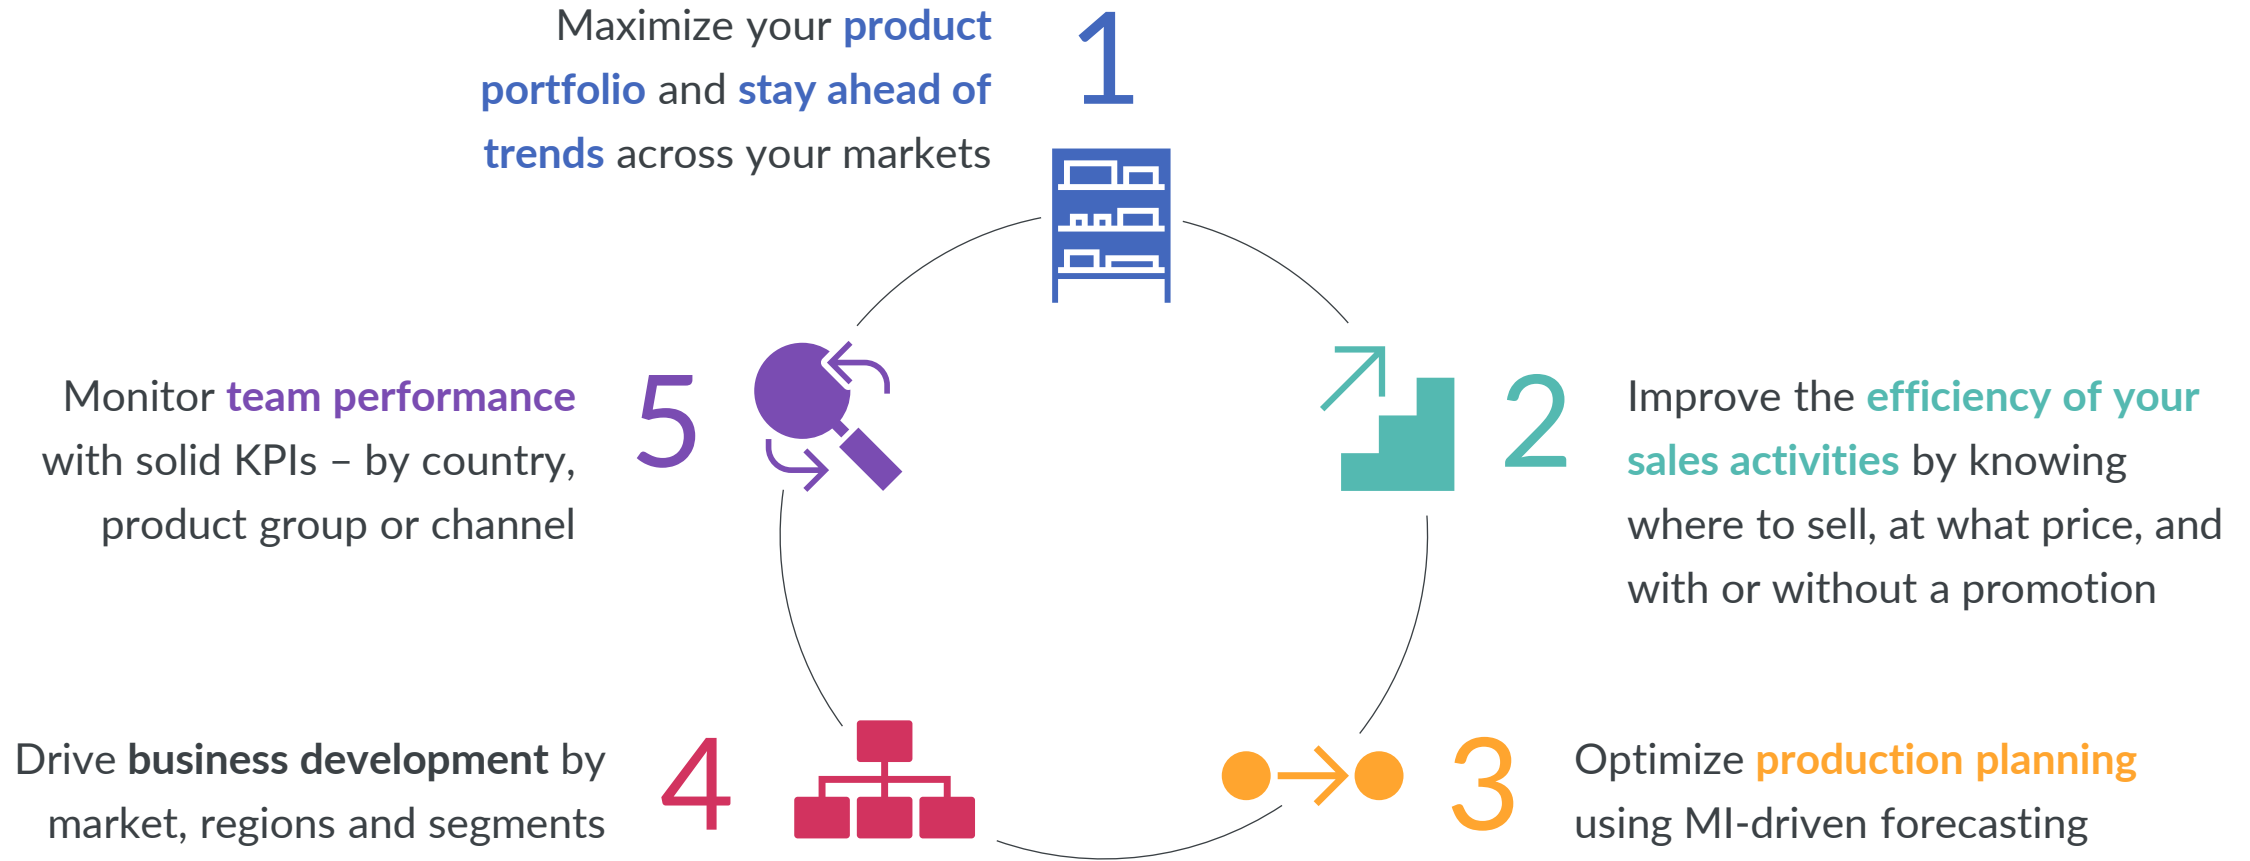 Maximize your product
portfolio and stay ahead of
trends across your markets
1
2
Improve the efficiency of your
sales activities by knowing
where to sell, at what price, and
with or without a promotion
3
Optimize production planning
using MI-driven forecasting
4
Drive business development by
market, regions and segments
5
Monitor team performance
with solid KPIs – by country,
product group or channel